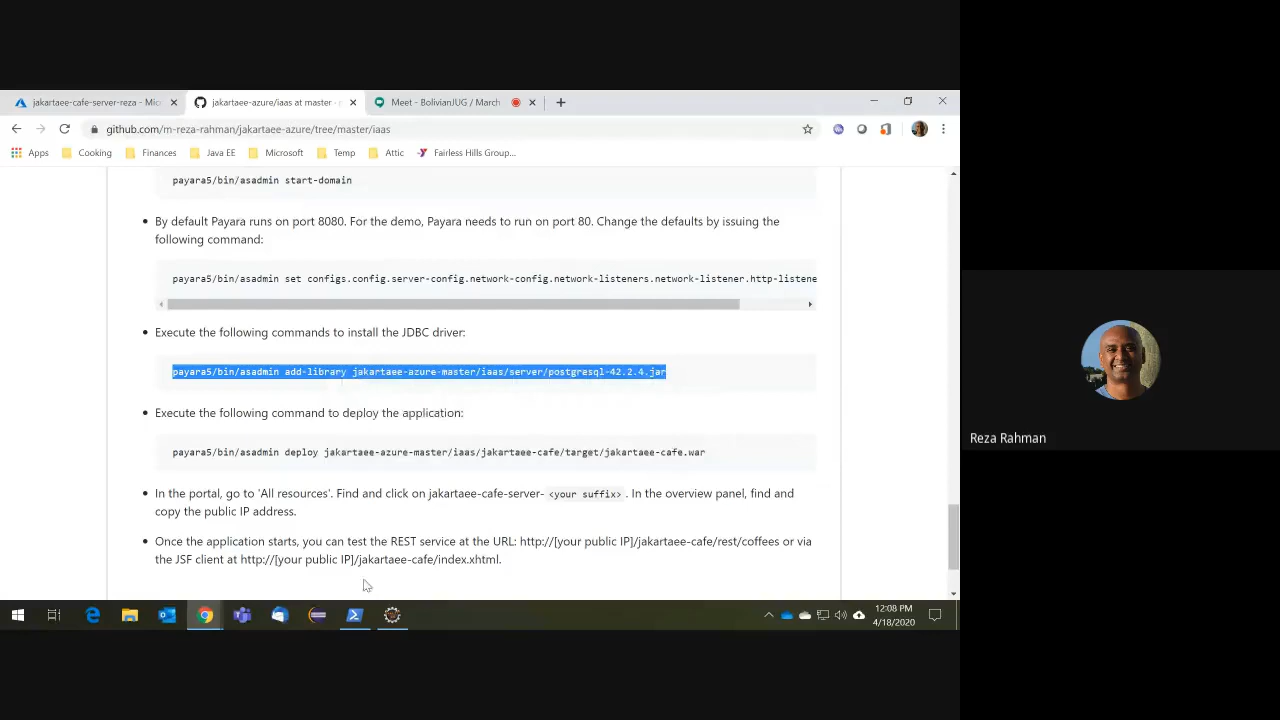 jakartaee-cafe-server-reza - Mic
jakartaee-azure/iaas at master ·
Meet - BolivianJUG / March
github.com/m-reza-rahman/jakartaee-azure/tree/master/iaas
Apps Cooking Finances Java EE Microsoft Temp Attic Fairless Hills Group...
payara5/bin/asadmin start-domain
By default Payara runs on port 8080. For the demo, Payara needs to run on port 80. Change the defaults by issuing the
following command:
payara5/bin/asadmin set configs.config.server-config.network-config.network-listeners.network-listener.http-listene
Execute the following commands to install the JDBC driver:
payara5/bin/asadmin add-library jakartaee-azure-master/iaas/server/postgresql-42.2.4.jar
Execute the following command to deploy the application:
payara5/bin/asadmin deploy jakartaee-azure-master/iaas/jakartaee-cafe/target/jakartaee-cafe.war
In the portal, go to 'All resources'. Find and click on jakartaee-cafe-server- <your suffix> . In the overview panel, find and
copy the public IP address.
Once the application starts, you can test the REST service at the URL: http://[your public IP]/jakartaee-cafe/rest/coffees or via
the JSF client at http://[your public IP]/jakartaee-cafe/index.xhtml.
Reza Rahman
12:08 PM
4/18/2020